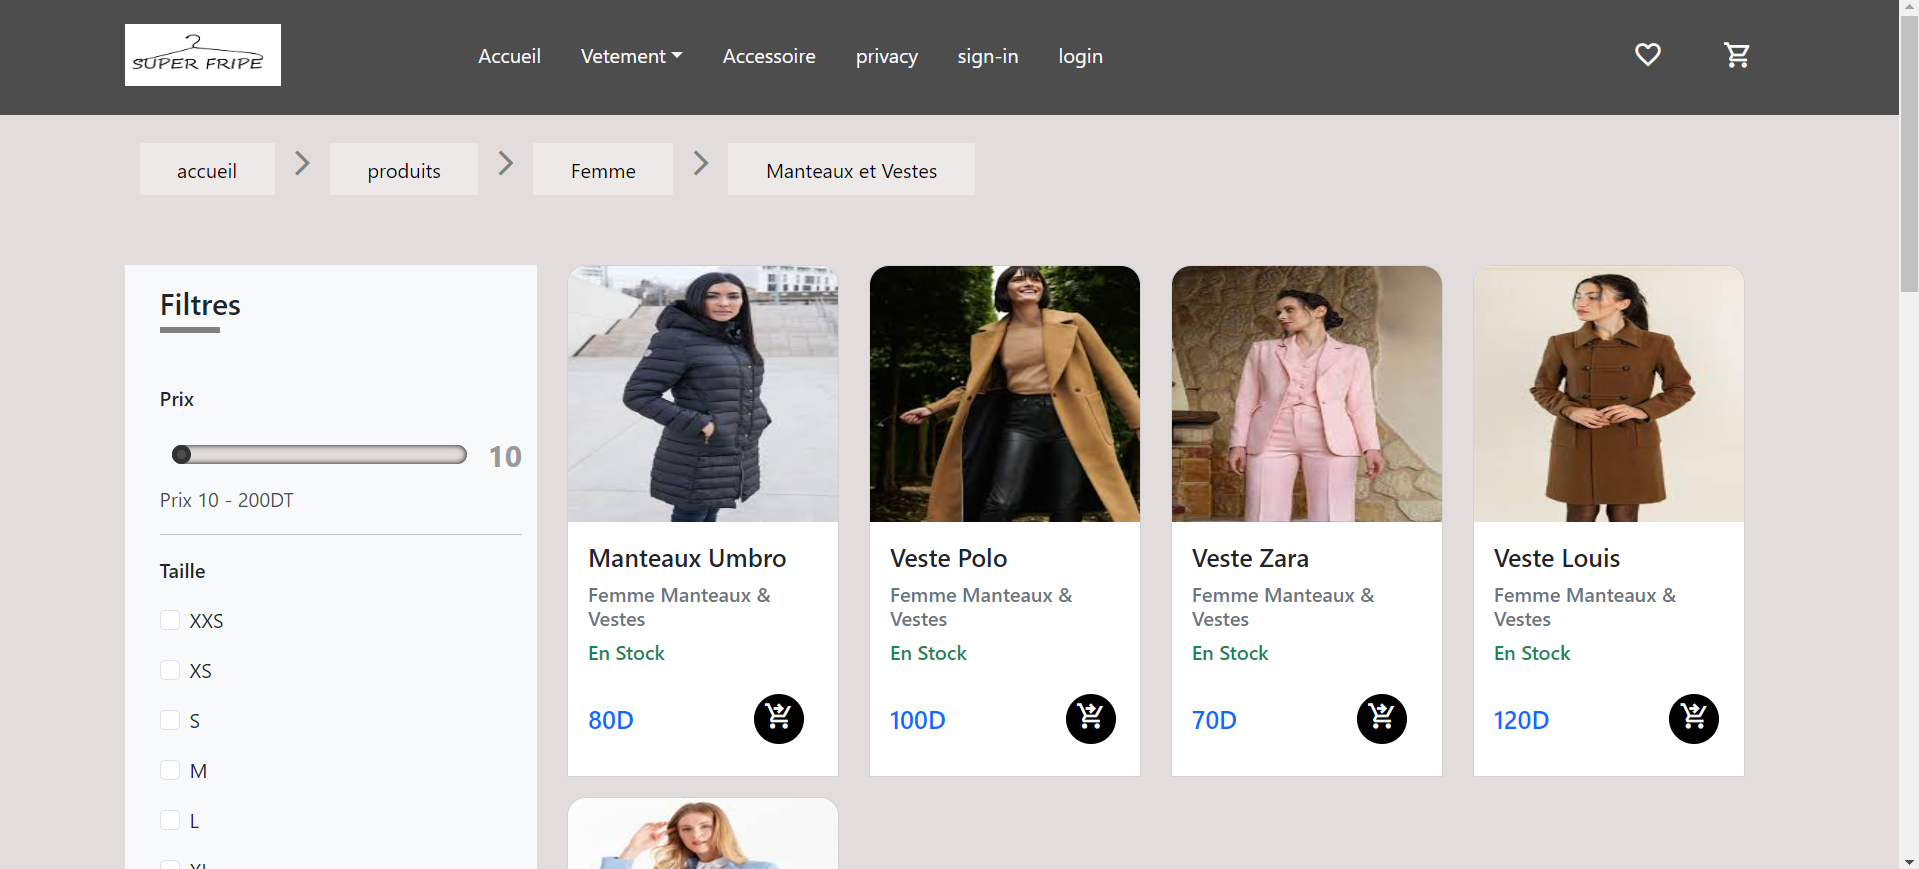 SUPER FRIPE
Accueil
Vetement
Accessoire
privacy
sign-in
login
accueil
produits
Femme
Manteaux et Vestes
Filtres
Prix
10
Prix 10 - 200DT
Taille
XXS
XS
S
M
L
Manteaux Umbro
Femme Manteaux &
Vestes
En Stock
80D
Veste Polo
Femme Manteaux &
Vestes
En Stock
100D
Veste Zara
Femme Manteaux &
Vestes
En Stock
70D
Veste Louis
Femme Manteaux &
Vestes
En Stock
120D